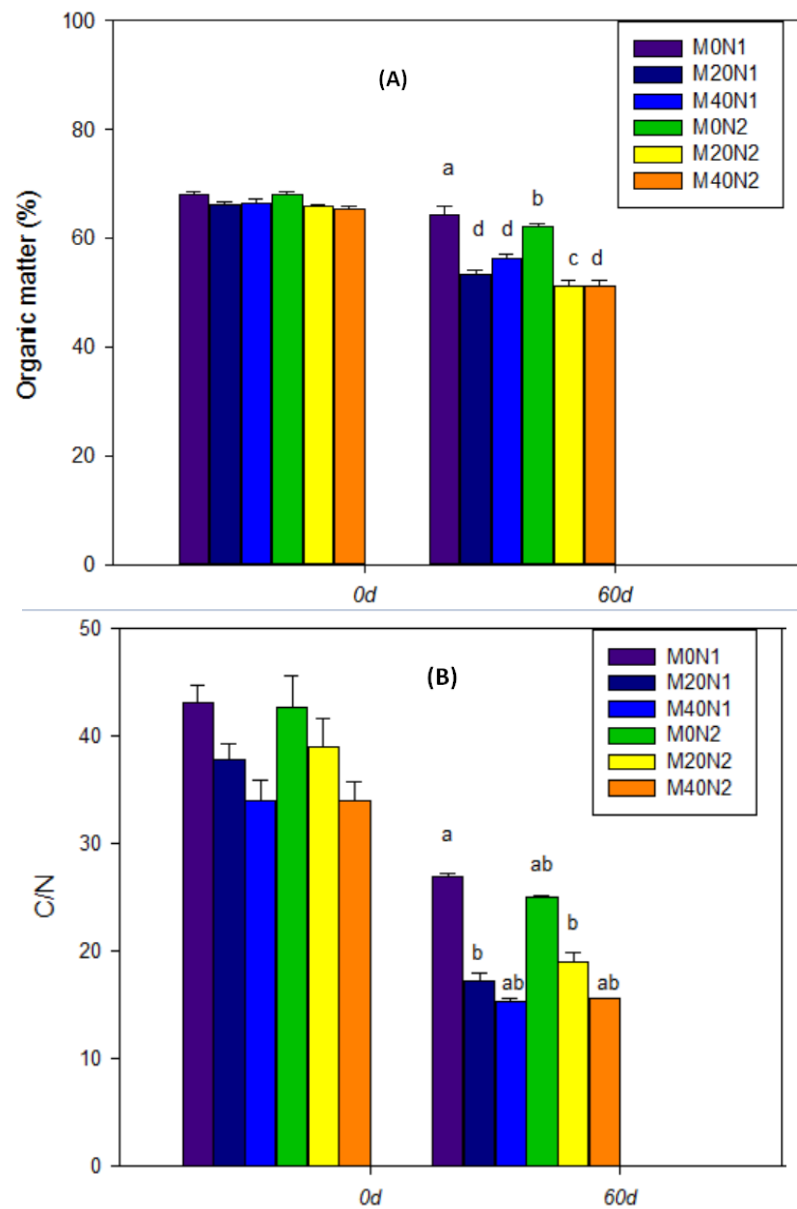 100
80
60
40
20
0
Organic matter (%)
(A)
M0N1
M20N1
M40N1
M0N2
M20N2
M40N2
a
d d b
c d
0d 60d
50
40
30
20
10
0
C/N
(B)
M0N1
M20N1
M40N1
M0N2
M20N2
M40N2
a
b ab ab b ab
0d 60d